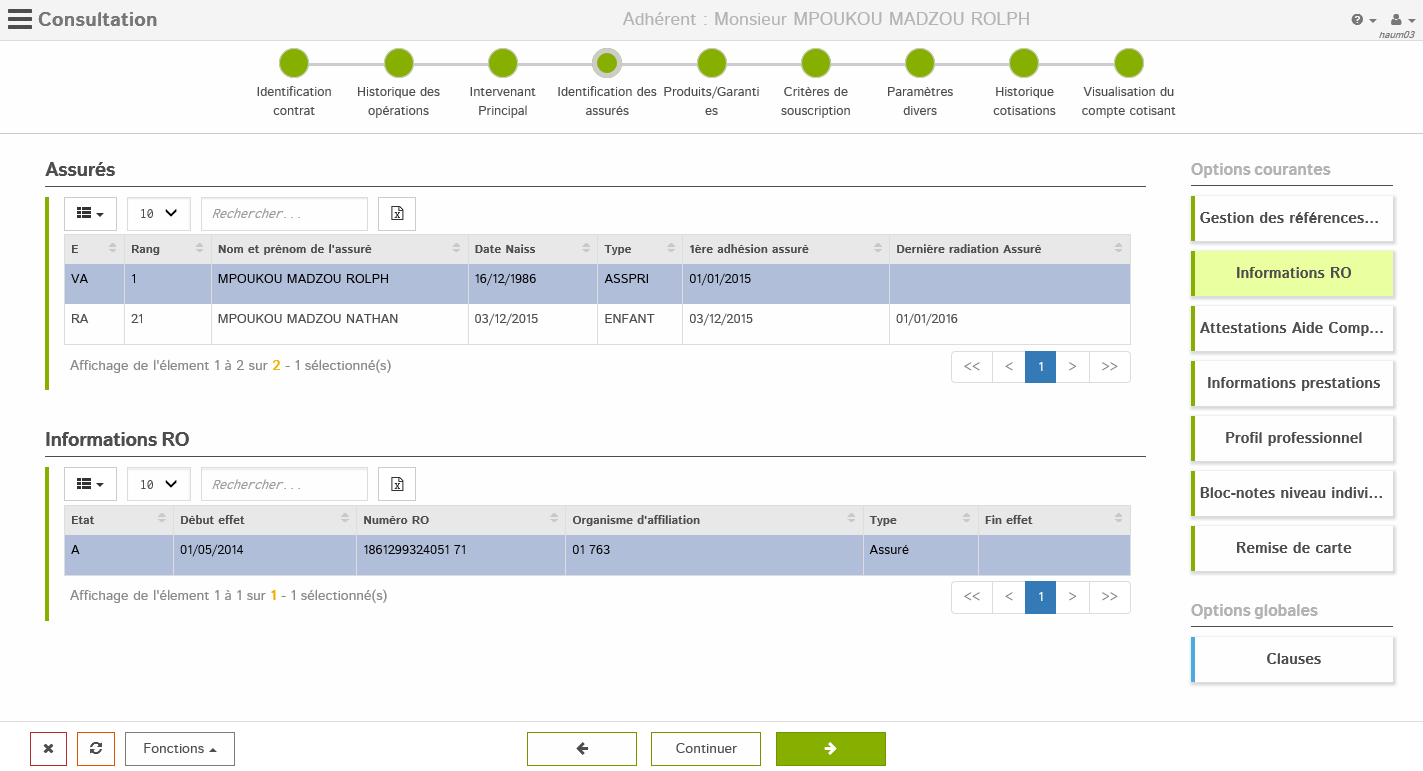 Consultation
Adhérent : Monsieur MPOUKOU MADZOU ROLPH
haum03
Identification contrat
Historique des opérations
Intervenant Principal
Identification des assurés
Produits/Garanties
Critères de souscription
Paramètres divers
Historique cotisations
Visualisation du compte cotisant
Assurés
10 Rechercher...
E Rang Nom et prénom de l'assuré Date Naiss Type 1ère adhésion assuré Dernière radiation Assuré
VA 1 MPOUKOU MADZOU ROLPH 16/12/1986 ASSPRI 01/01/2015
RA 21 MPOUKOU MADZOU NATHAN 03/12/2015 ENFANT 03/12/2015 01/01/2016
Affichage de l'élement 1 à 2 sur 2 - 1 sélectionné(s)
<< < 1 > >>
Informations RO
10 Rechercher...
Etat Début effet Numéro RO Organisme d'affiliation Type Fin effet
A 01/05/2014 1861299324051 71 01 763 Assuré
Affichage de l'élement 1 à 1 sur 1 - 1 sélectionné(s)
<< < 1 > >>
Options courantes
Gestion des références...
Informations RO
Attestations Aide Comp...
Informations prestations
Profil professionnel
Bloc-notes niveau indivi...
Remise de carte
Options globales
Clauses
Fonctions
Continuer